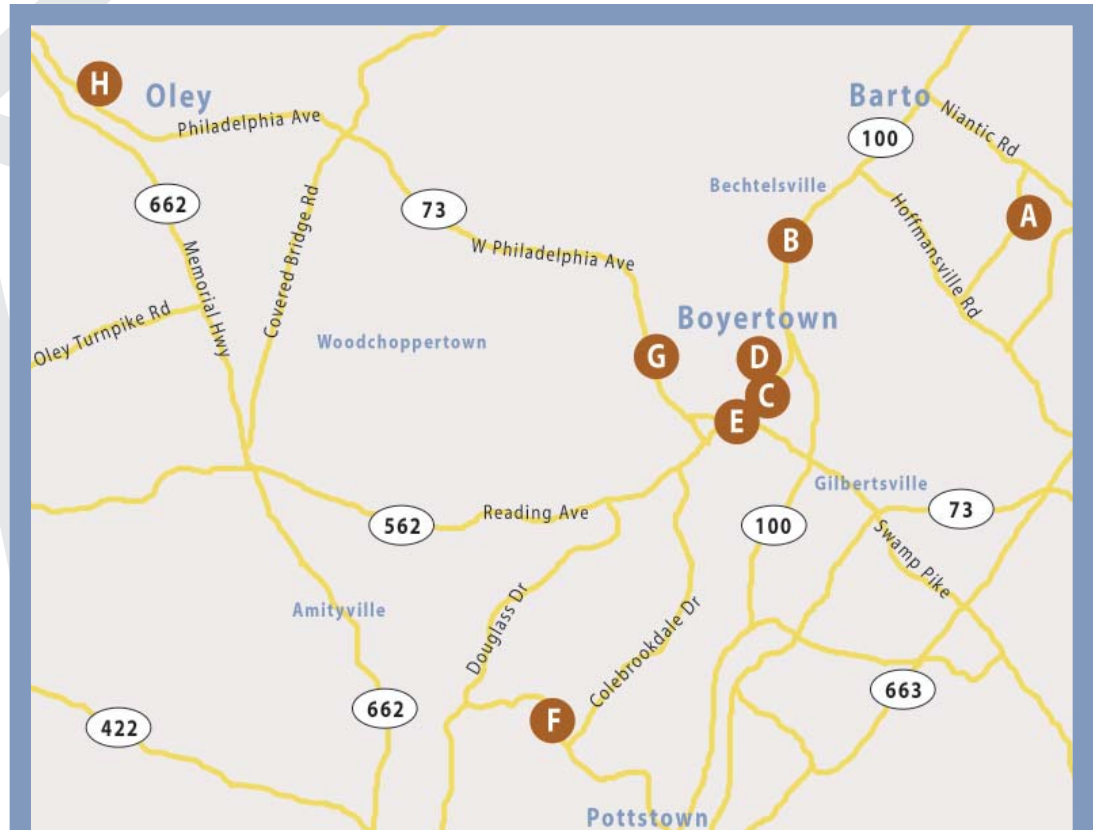 H
Oley
Barto
Philadelphia Ave
100
Niantic Rd
Bechtelsville
662
73
A
Hoffmansville Rd
B
Covered Bridge Rd
W Philadelphia Ave
Memorial Hwy
Boyertown
Oley Turnpike Rd
Woodchoppertown
G
D
C
E
Gilbertsville
562
Reading Ave
100
73
Swamp Pike
Amityville
Douglass Dr
Colebrookdale Dr
663
662
F
422
Pottstown